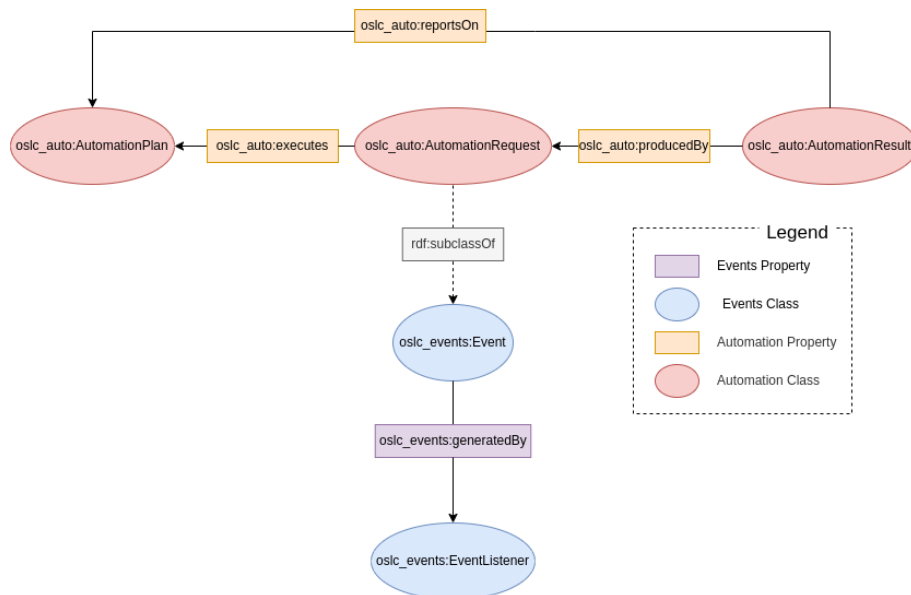 oslc_auto:reportsOn
oslc_auto:AutomationPlan
oslc_auto:executes
oslc_auto:AutomationRequest
oslc_auto:producedBy
oslc_auto:AutomationResult
rdf:subclassOf
oslc_events:Event
oslc_events:generatedBy
oslc_events:EventListener
Legend
Events Property
Events Class
Automation Property
Automation Class